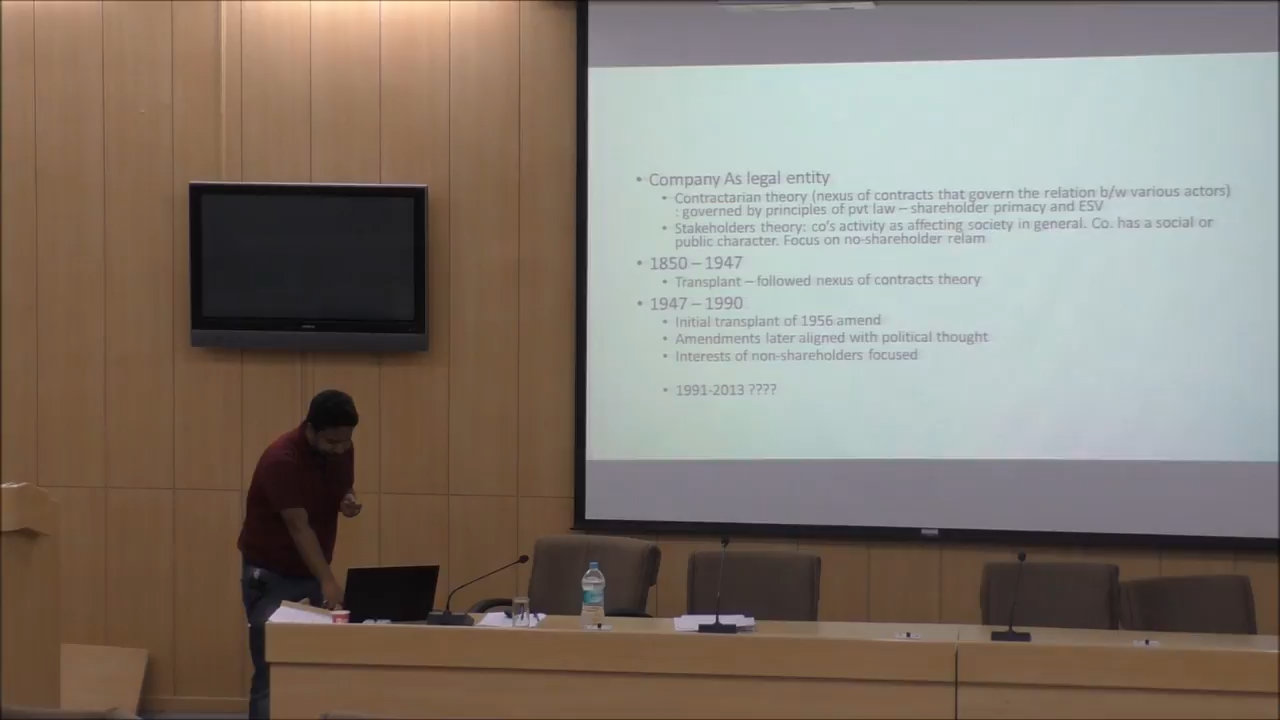 • Company As legal entity
• Contractarian theory (nexus of contracts that govern the relation b/w various actors)
: governed by principles of pvt law – shareholder primacy and ESV
• Stakeholders theory: co's activity as affecting society in general. Co. has a social or
public character. Focus on no-shareholder relam
• 1850 – 1947
• Transplant – followed nexus of contracts theory
• 1947 – 1990
• Initial transplant of 1956 amend
• Amendments later aligned with political thought
• Interests of non-shareholders focused
• 1991-2013 ????